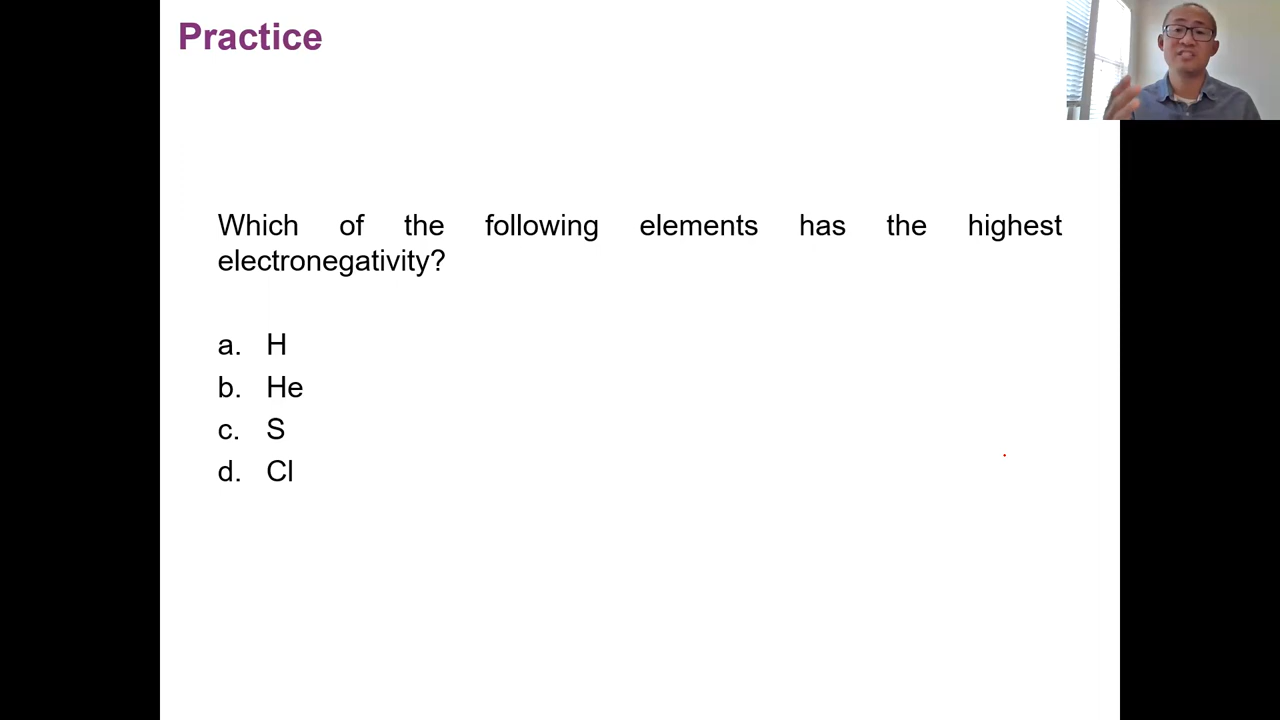 Practice
Which of the following elements has the highest
electronegativity?
a. H
b. He
c. S
d. Cl